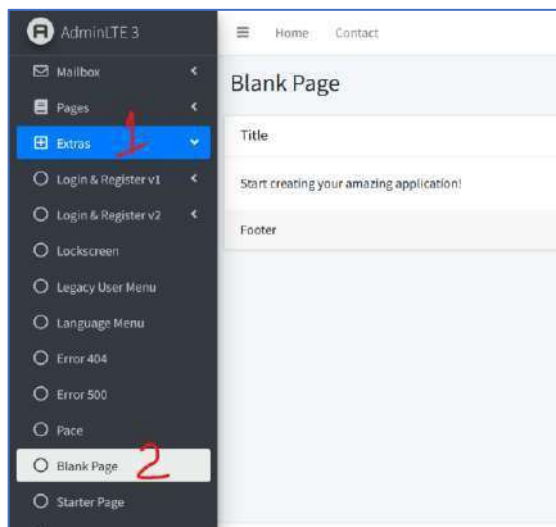 AdminLTE 3
Mailbox
Pages
Extras 1
Login & Register v1
Login & Register v2
Lockscreen
Legacy User Menu
Language Menu
Error 404
Error 500
Pace
Blank Page 2
Starter Page
Home Contact
Blank Page
Title
Start creating your amazing application!
Footer